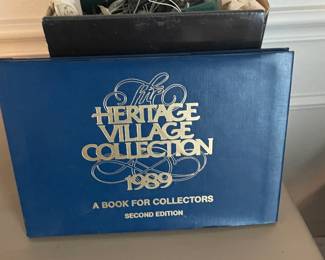 The
HERITAGE
VILLAGE
COLLECTION
1989
A BOOK FOR COLLECTORS
SECOND EDITION